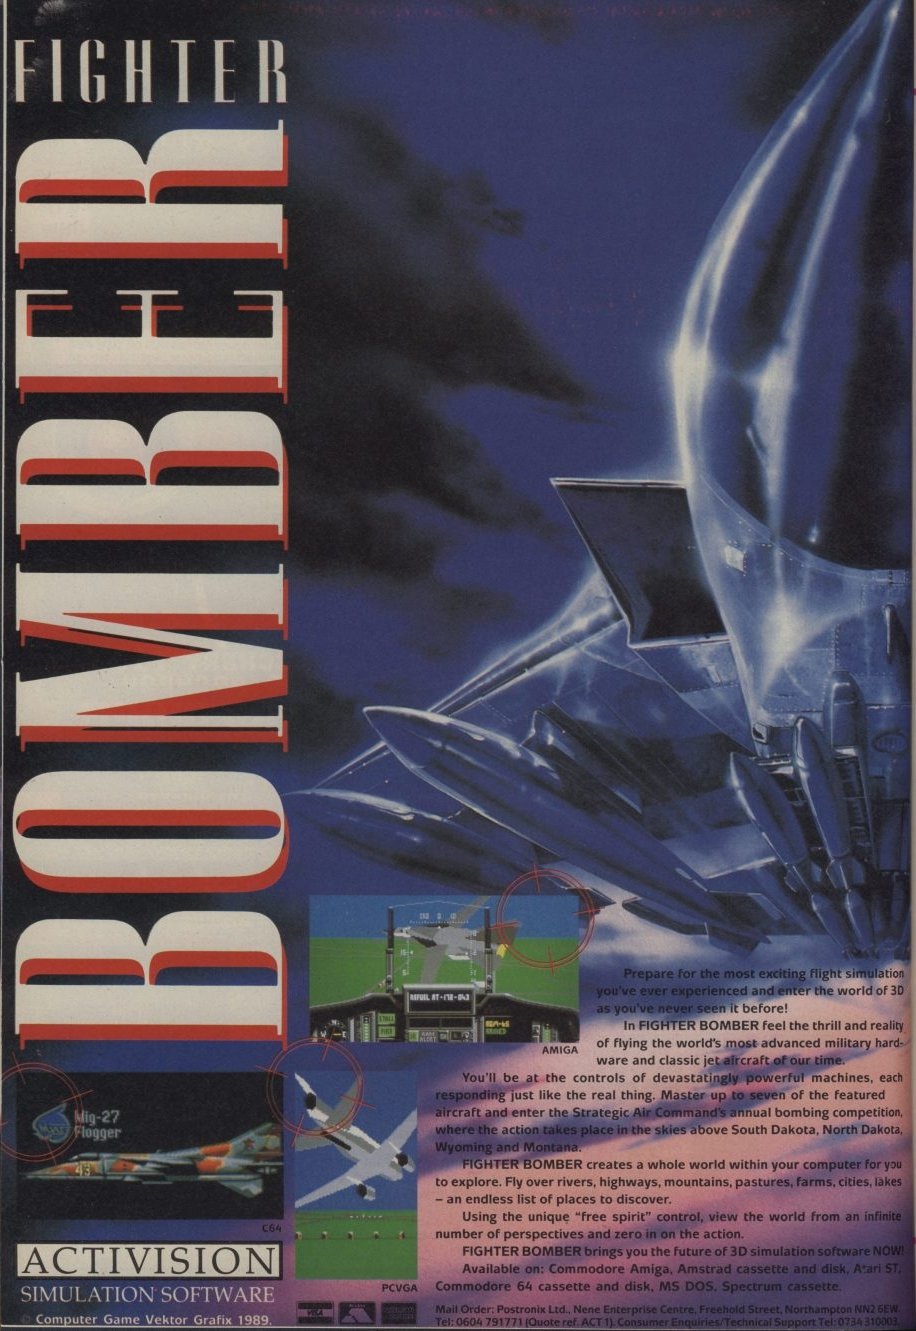 FIGHTER
BOMBER
REFUEL AT-172-043
AMIGA
Prepare for the most exciting flight simulation
you've ever experienced and enter the world of 3D
as you've never seen it before!
In FIGHTER BOMBER feel the thrill and reality
of flying the world's most advanced military hard-
ware and classic jet aircraft of our time.
You'll be at the controls of devastatingly powerful machines, each
responding just like the real thing. Master up to seven of the featured
aircraft and enter the Strategic Air Command's annual bombing competition,
where the action takes place in the skies above South Dakota, North Dakota,
Wyoming and Montana.
FIGHTER BOMBER creates a whole world within your computer for you
to explore. Fly over rivers, highways, mountains, pastures, farms, cities, lakes
– an endless list of places to discover.
Using the unique "free spirit" control, view the world from an infinite
number of perspectives and zero in on the action.
FIGHTER BOMBER brings you the future of 3D simulation software NOW!
Available on: Commodore Amiga, Amstrad cassette and disk, Atari ST,
Commodore 64 cassette and disk, MS DOS, Spectrum cassette.
Mig-27
Flogger
43
C64
PCVGA
ACTIVISION
SIMULATION SOFTWARE
© Computer Game Vektor Grafix 1989.
VISA
Mail Order: Postronix Ltd., Nene Enterprise Centre, Freehold Street, Northampton NN2 6EW.
Tel: 0604 791771 (Quote ref. ACT 1). Consumer Enquiries/Technical Support Tel: 0734 310003.